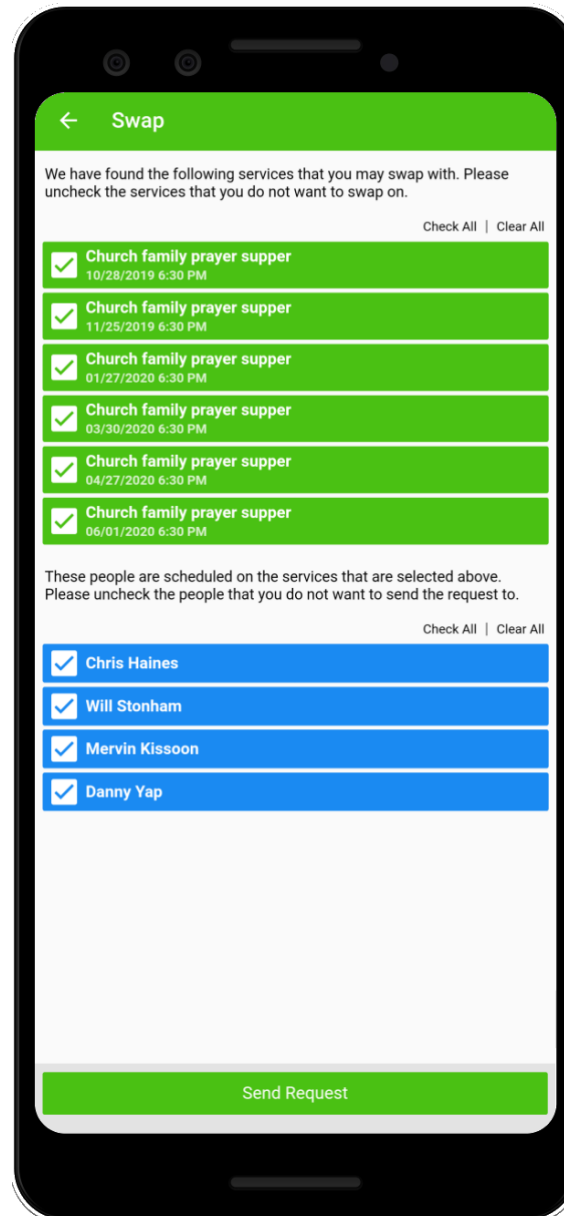 Swap
We have found the following services that you may swap with. Please
uncheck the services that you do not want to swap on.
Check All | Clear All
Church family prayer supper
10/28/2019 6:30 PM
Church family prayer supper
11/25/2019 6:30 PM
Church family prayer supper
01/27/2020 6:30 PM
Church family prayer supper
03/30/2020 6:30 PM
Church family prayer supper
04/27/2020 6:30 PM
Church family prayer supper
06/01/2020 6:30 PM
These people are scheduled on the services that are selected above.
Please uncheck the people that you do not want to send the request to.
Check All | Clear All
Chris Haines
Will Stonham
Mervin Kissoon
Danny Yap
Send Request